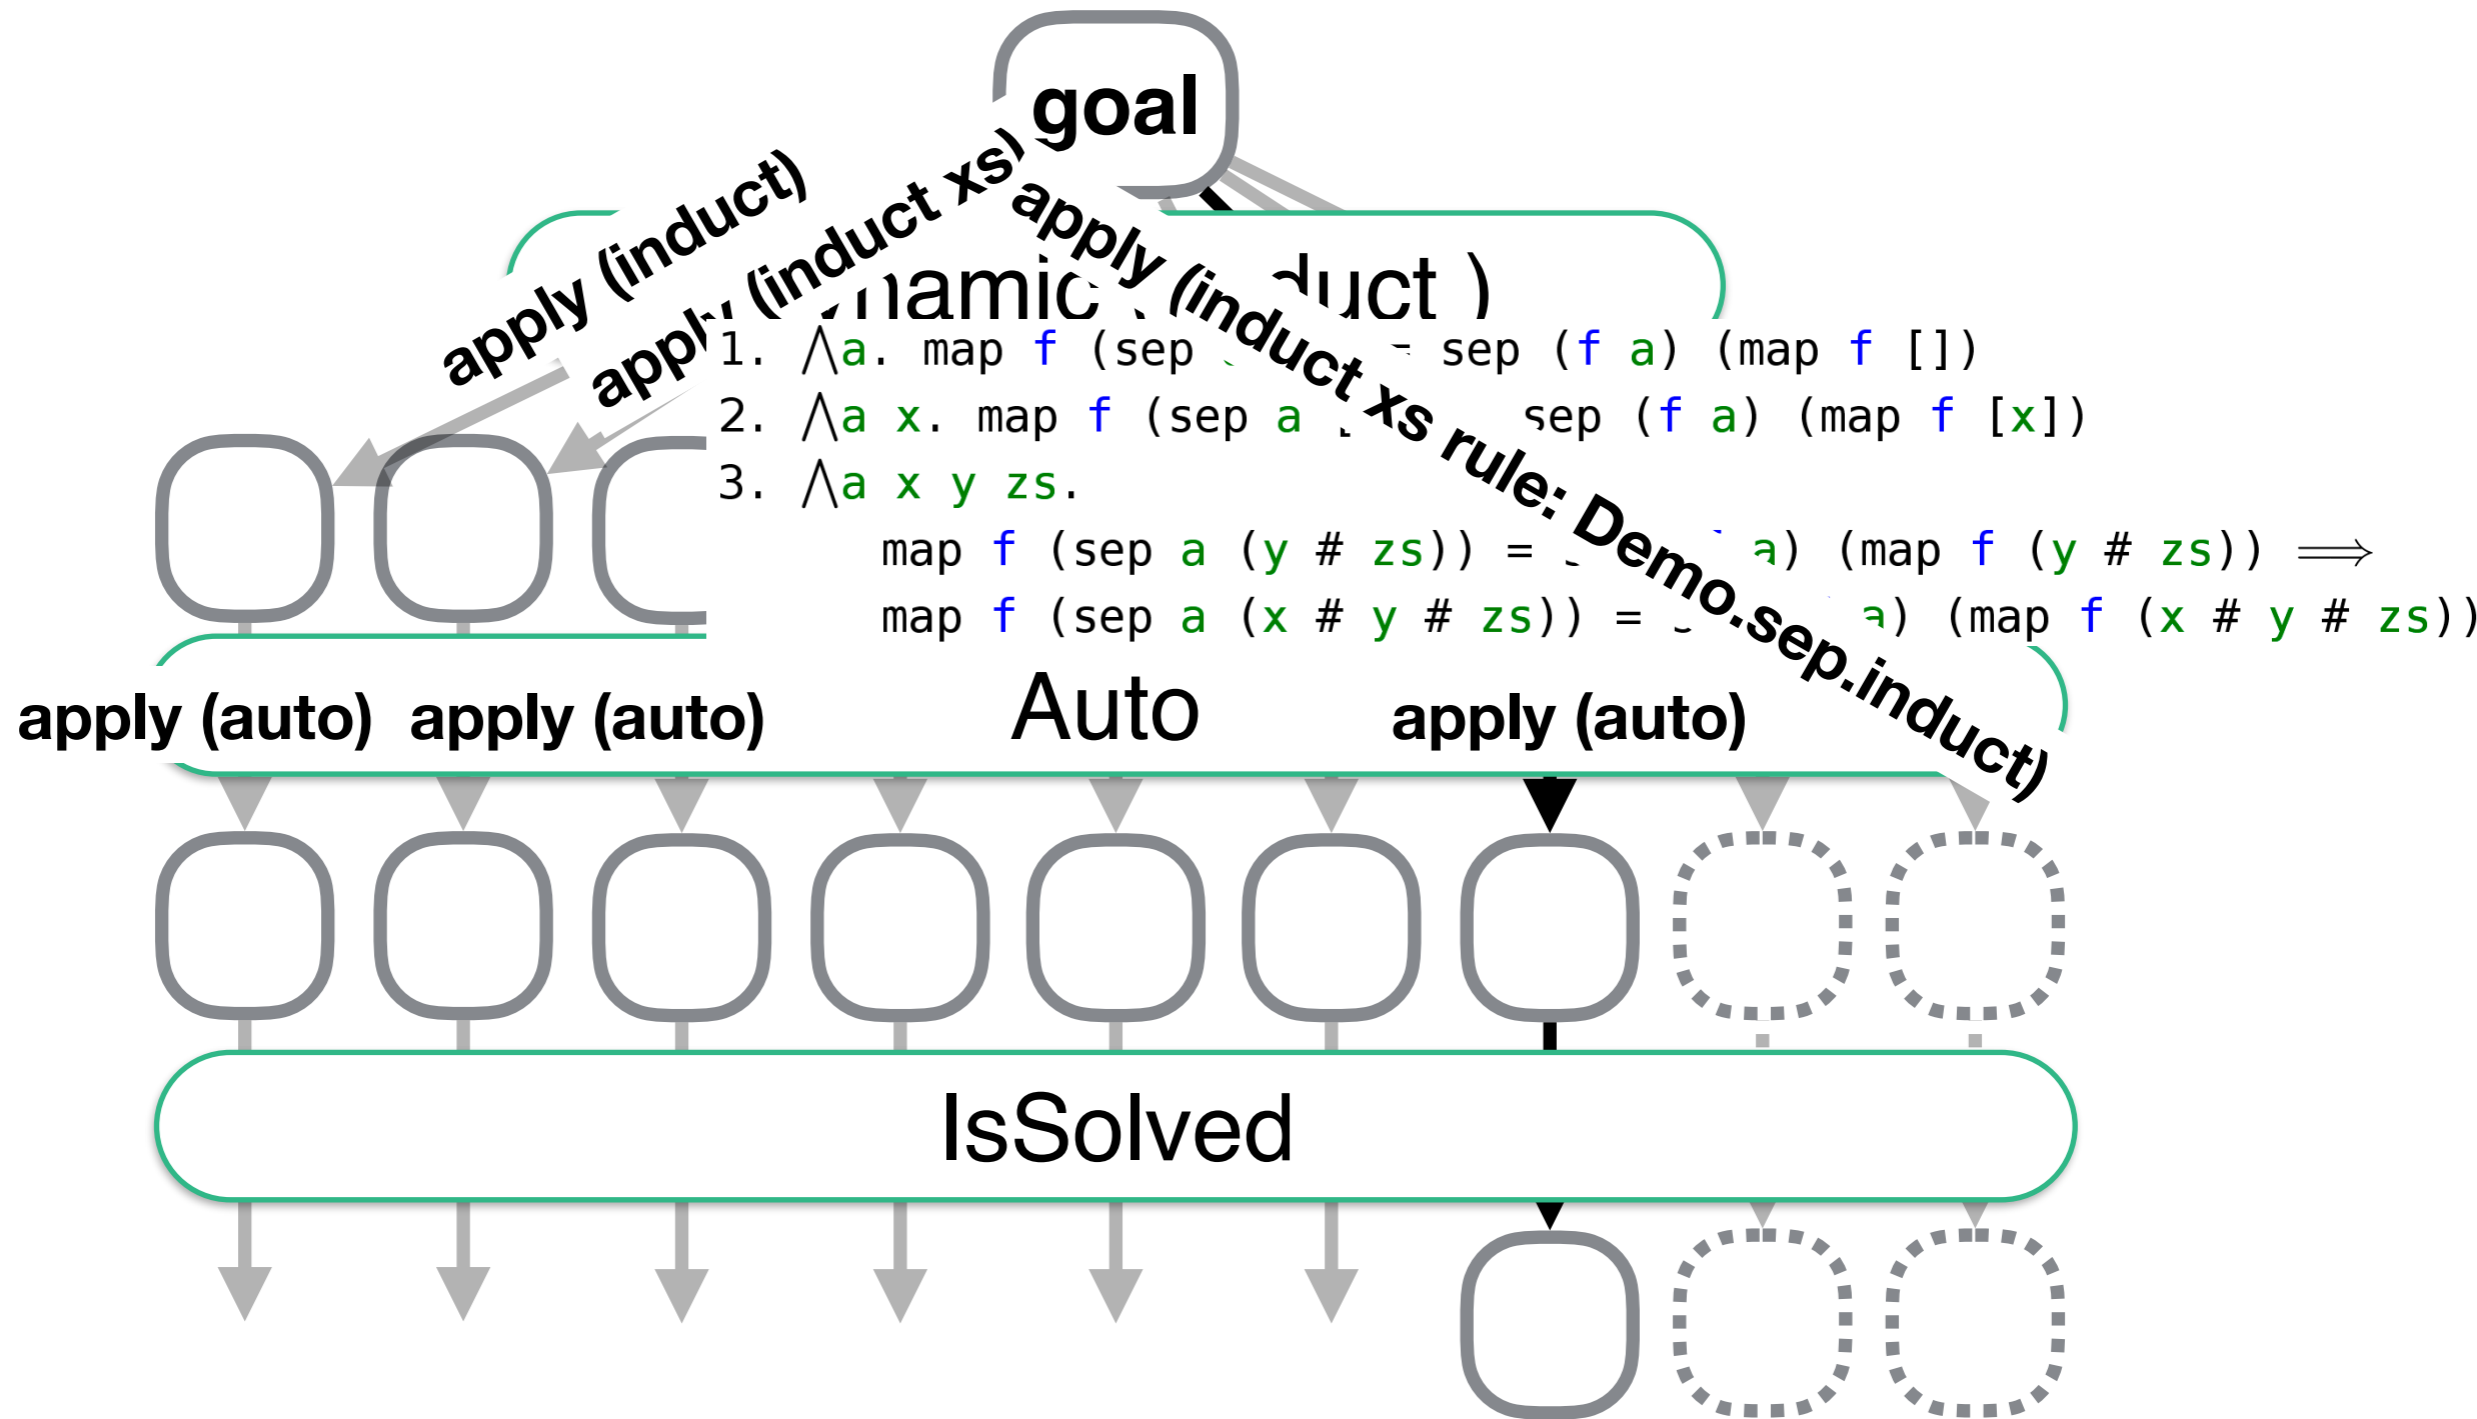 goal
apply (induct)
apply (induct xs)
apply (induct xs rule: Demo.sep.induct)
1. ⋀a. map f (sep = sep (f a) (map f [])
2. ⋀a x. map f (sep a [ sep (f a) (map f [x])
3. ⋀a x y zs.
map f (sep a (y # zs)) = a) (map f (y # zs)) ⟹
map f (sep a (x # y # zs)) = a) (map f (x # y # zs))
apply (auto)
apply (auto)
Auto
apply (auto)
IsSolved